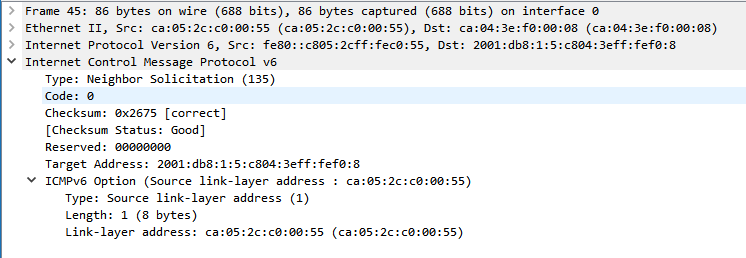 Frame 45: 86 bytes on wire (688 bits), 86 bytes captured (688 bits) on interface 0
Ethernet II, Src: ca:05:2c:c0:00:55 (ca:05:2c:c0:00:55), Dst: ca:04:3e:f0:00:08 (ca:04:3e:f0:00:08)
Internet Protocol Version 6, Src: fe80::c805:2cff:fec0:55, Dst: 2001:db8:1:5:c804:3eff:fef0:8
Internet Control Message Protocol v6
Type: Neighbor Solicitation (135)
Code: 0
Checksum: 0x2675 [correct]
[Checksum Status: Good]
Reserved: 00000000
Target Address: 2001:db8:1:5:c804:3eff:fef0:8
ICMPv6 Option (Source link-layer address : ca:05:2c:c0:00:55)
Type: Source link-layer address (1)
Length: 1 (8 bytes)
Link-layer address: ca:05:2c:c0:00:55 (ca:05:2c:c0:00:55)